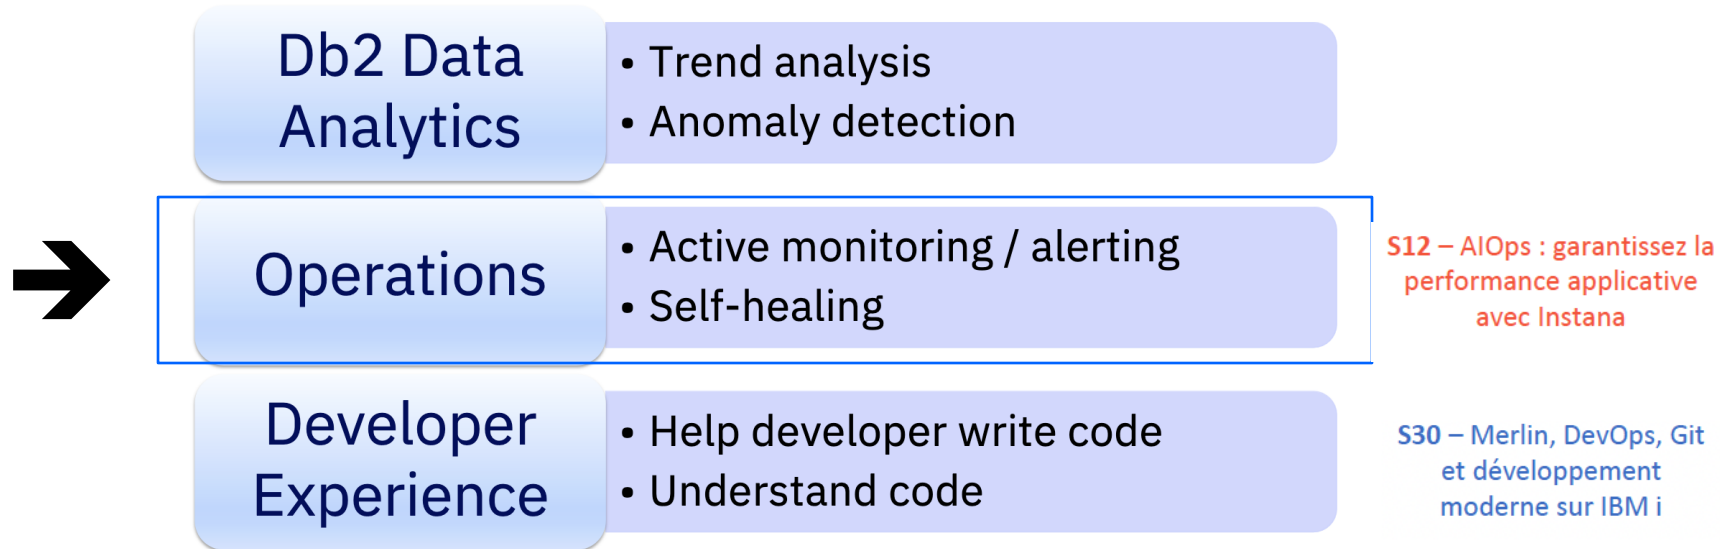 Db2 Data
Analytics
• Trend analysis
• Anomaly detection
Operations
• Active monitoring / alerting
• Self-healing
S12 – AIOps : garantissez la
performance applicative
avec Instana
Developer
Experience
• Help developer write code
• Understand code
S30 – Merlin, DevOps, Git
et développement
moderne sur IBM i